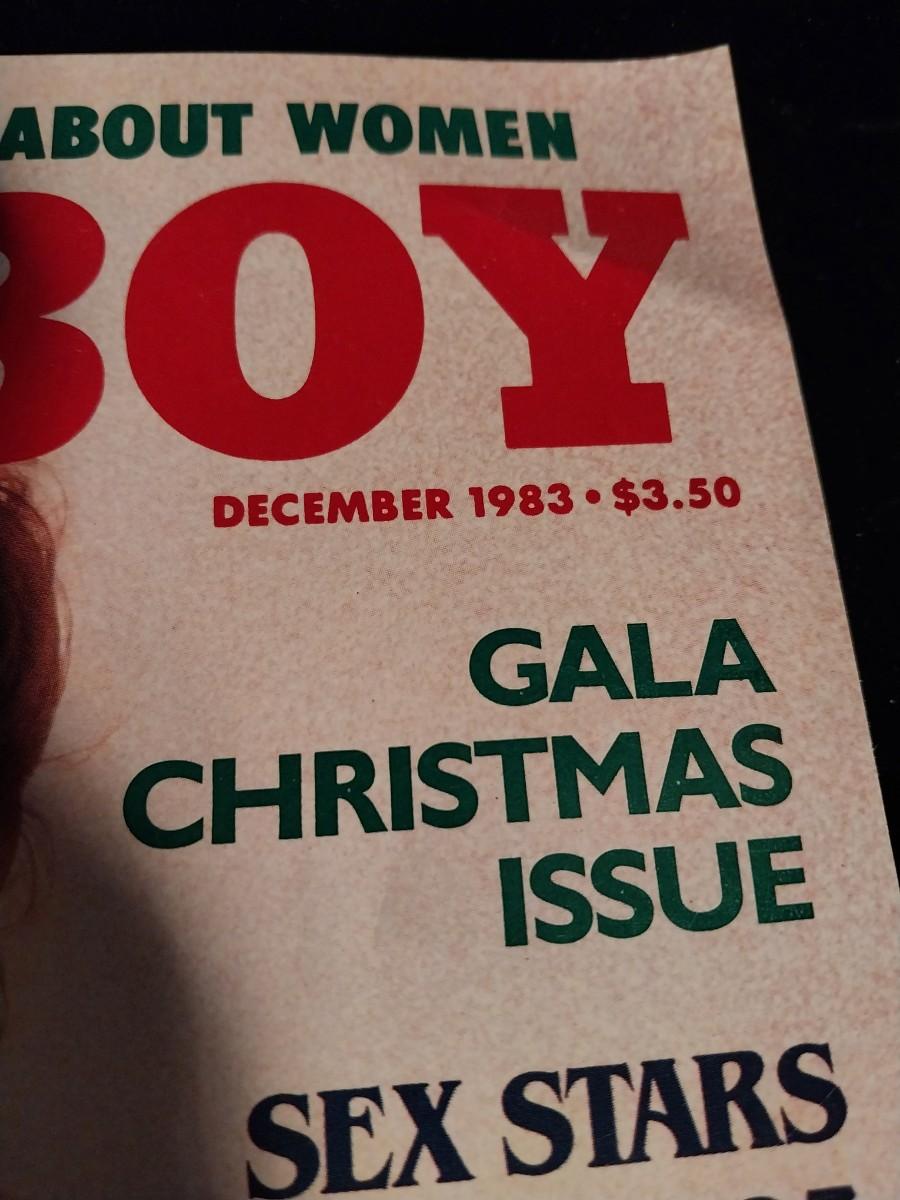 ABOUT WOMEN
BOY
DECEMBER 1983 • $3.50
GALA
CHRISTMAS
ISSUE
SEX STARS